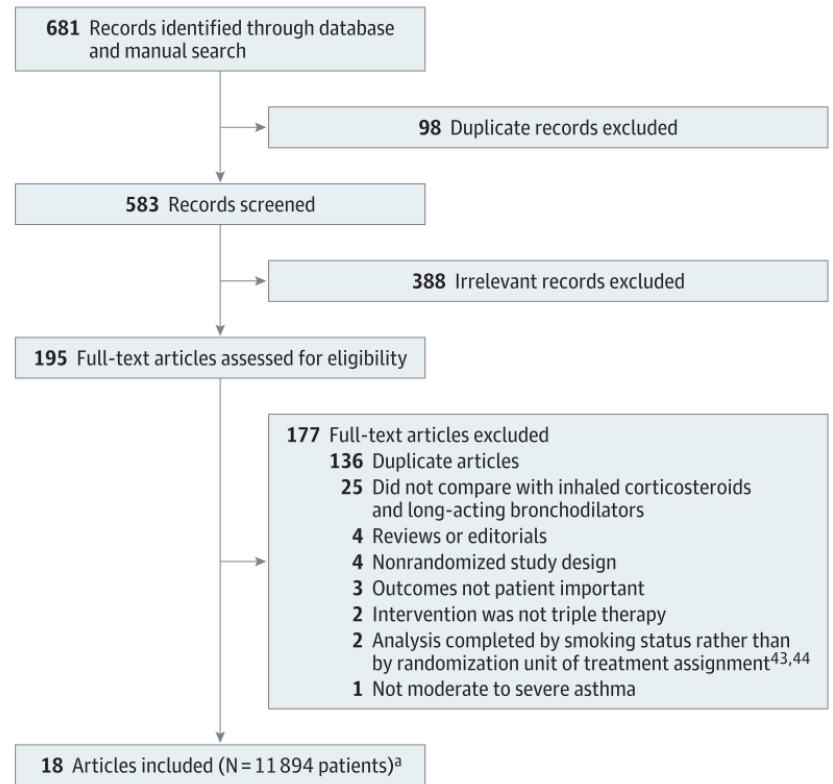 681 Records identified through database
and manual search
98 Duplicate records excluded
583 Records screened
388 Irrelevant records excluded
195 Full-text articles assessed for eligibility
177 Full-text articles excluded
136 Duplicate articles
25 Did not compare with inhaled corticosteroids
and long-acting bronchodilators
4 Reviews or editorials
4 Nonrandomized study design
3 Outcomes not patient important
2 Intervention was not triple therapy
2 Analysis completed by smoking status rather than
by randomization unit of treatment assignment43,44
1 Not moderate to severe asthma
18 Articles included (N = 11 894 patients)a